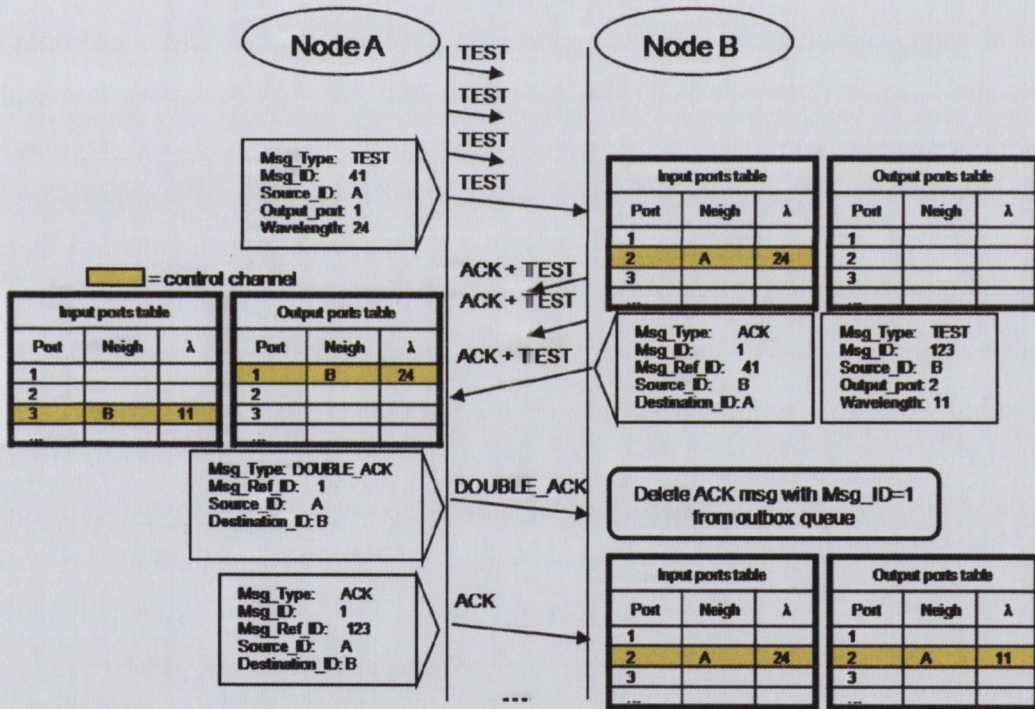 Node A
Node B
TEST
TEST
TEST
TEST
Msg_Type: TEST
Msg_ID: 41
Source_ID: A
Output_port: 1
Wavelength: 24
Input ports table
Port Neigh λ
1
2 A 24
3
Output ports table
Port Neigh λ
1
2
3
...
ACK + TEST
ACK + TEST
ACK + TEST
= control channel
Input ports table
Port Neigh λ
1
2
3 B 11
...
Output ports table
Port Neigh λ
1 B 24
2
3
...
Msg_Type: ACK
Msg_ID: 1
Msg_Ref_ID: 41
Source_ID: B
Destination_ID: A
Msg_Type: TEST
Msg_ID: 123
Source_ID: B
Output_port: 2
Wavelength: 11
Msg_Type: DOUBLE_ACK
Msg_Ref_ID: 1
Source_ID: A
Destination_ID: B
DOUBLE_ACK
Delete ACK msg with Msg_ID=1
from outbox queue
Msg_Type: ACK
Msg_ID: 1
Msg_Ref_ID: 123
Source_ID: A
Destination_ID: B
ACK
Input ports table
Port Neigh λ
1
2 A 24
3
...
Output ports table
Port Neigh λ
1
2 A 11
3
...
...